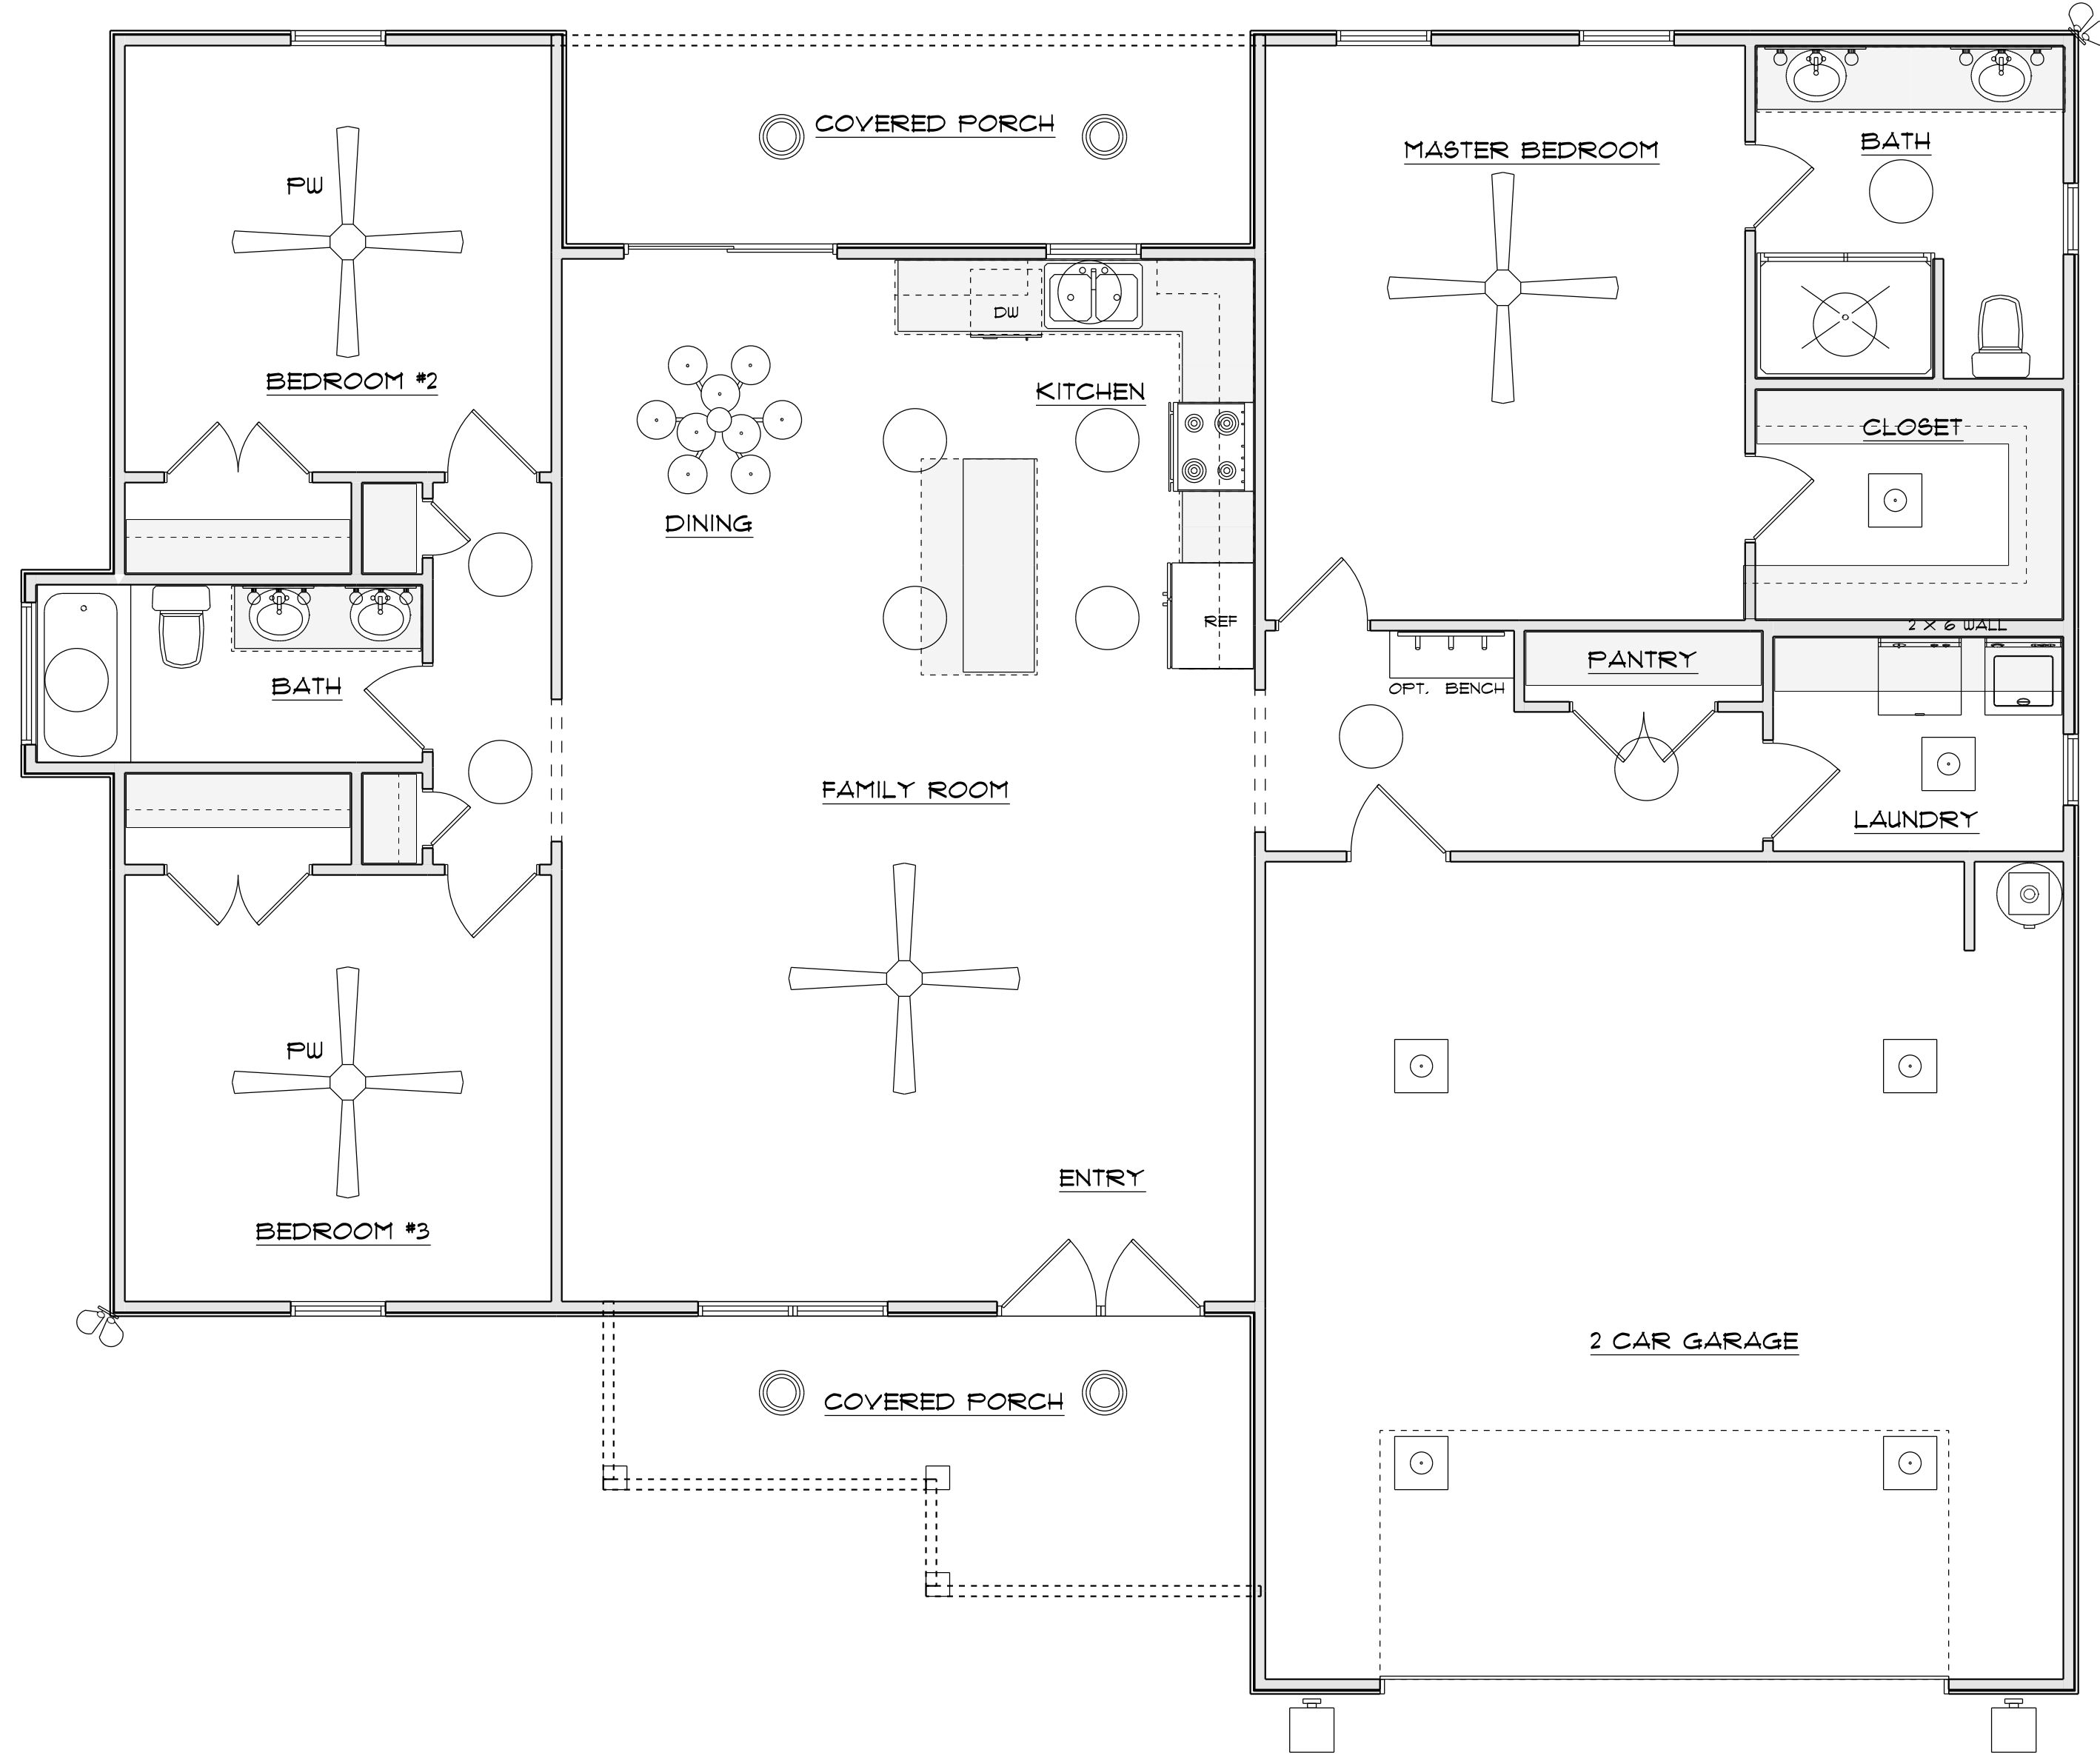 COVERED PORCH
MASTER BEDROOM
BATH
PW
BEDROOM #2
DW
KITCHEN
CLOSET
DINING
REF
2 X 6 WALL
PANTRY
OPT. BENCH
BATH
FAMILY ROOM
LAUNDRY
PW
ENTRY
BEDROOM #3
2 CAR GARAGE
COVERED PORCH